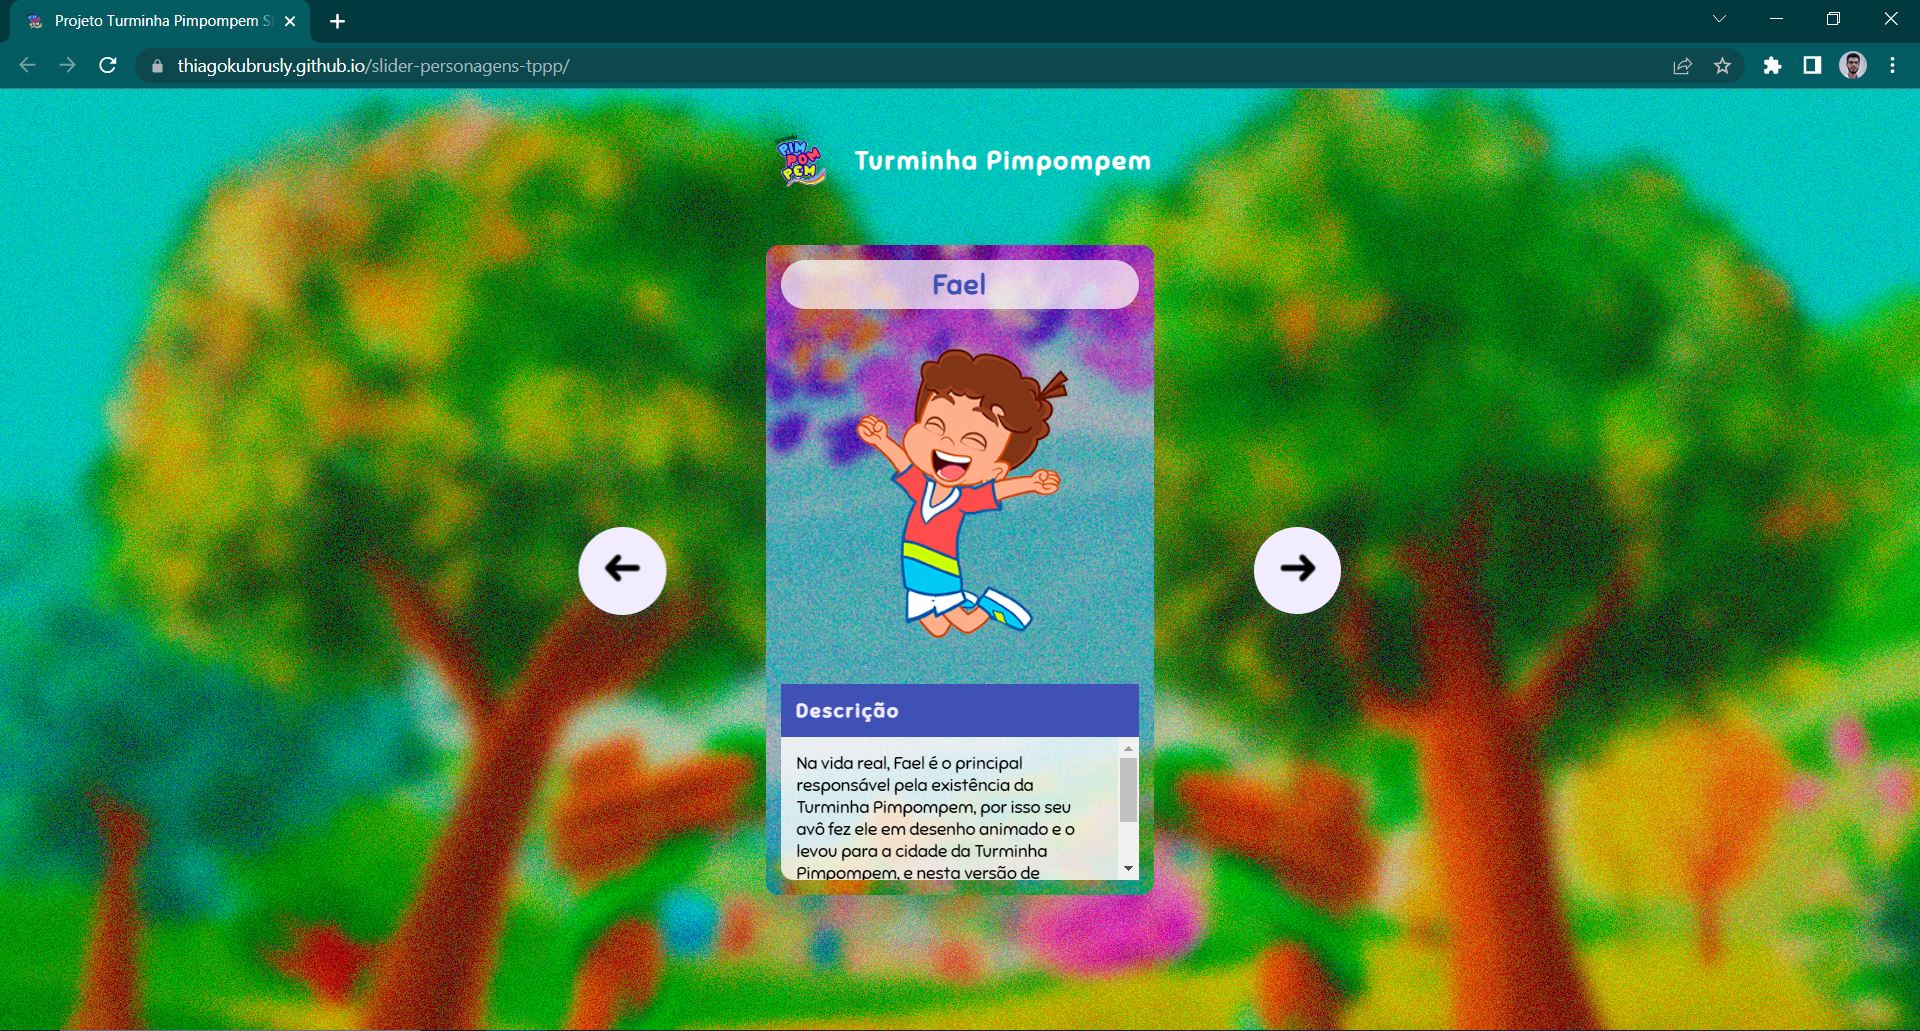 Projeto Turminha Pimpompem S
thiagokubrusly.github.io/slider-personagens-tppp/
PIM
POM
PEM
Turminha Pimpompem
Fael
Descrição
Na vida real, Fael é o principal
responsável pela existência da
Turminha Pimpompem, por isso seu
avô fez ele em desenho animado e o
levou para a cidade da Turminha
Pimpompem, e nesta versão de